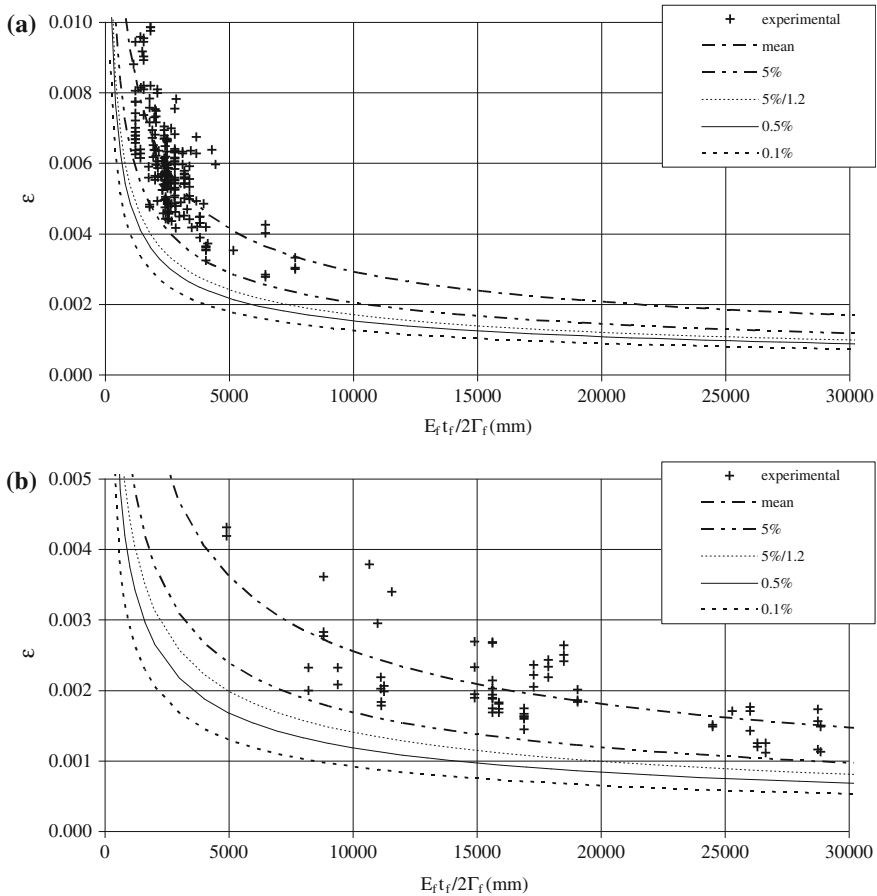 (a)
0.010
0.008
0.006
0.004
0.002
0.000
ε
0 5000 10000 15000 20000 25000 30000
E_f t_f/2Γ_f (mm)
experimental
mean
5%
5%/1.2
0.5%
0.1%
(b)
0.005
0.004
0.003
0.002
0.001
0.000
ε
0 5000 10000 15000 20000 25000 30000
E_f t_f/2Γ_f (mm)
experimental
mean
5%
5%/1.2
0.5%
0.1%